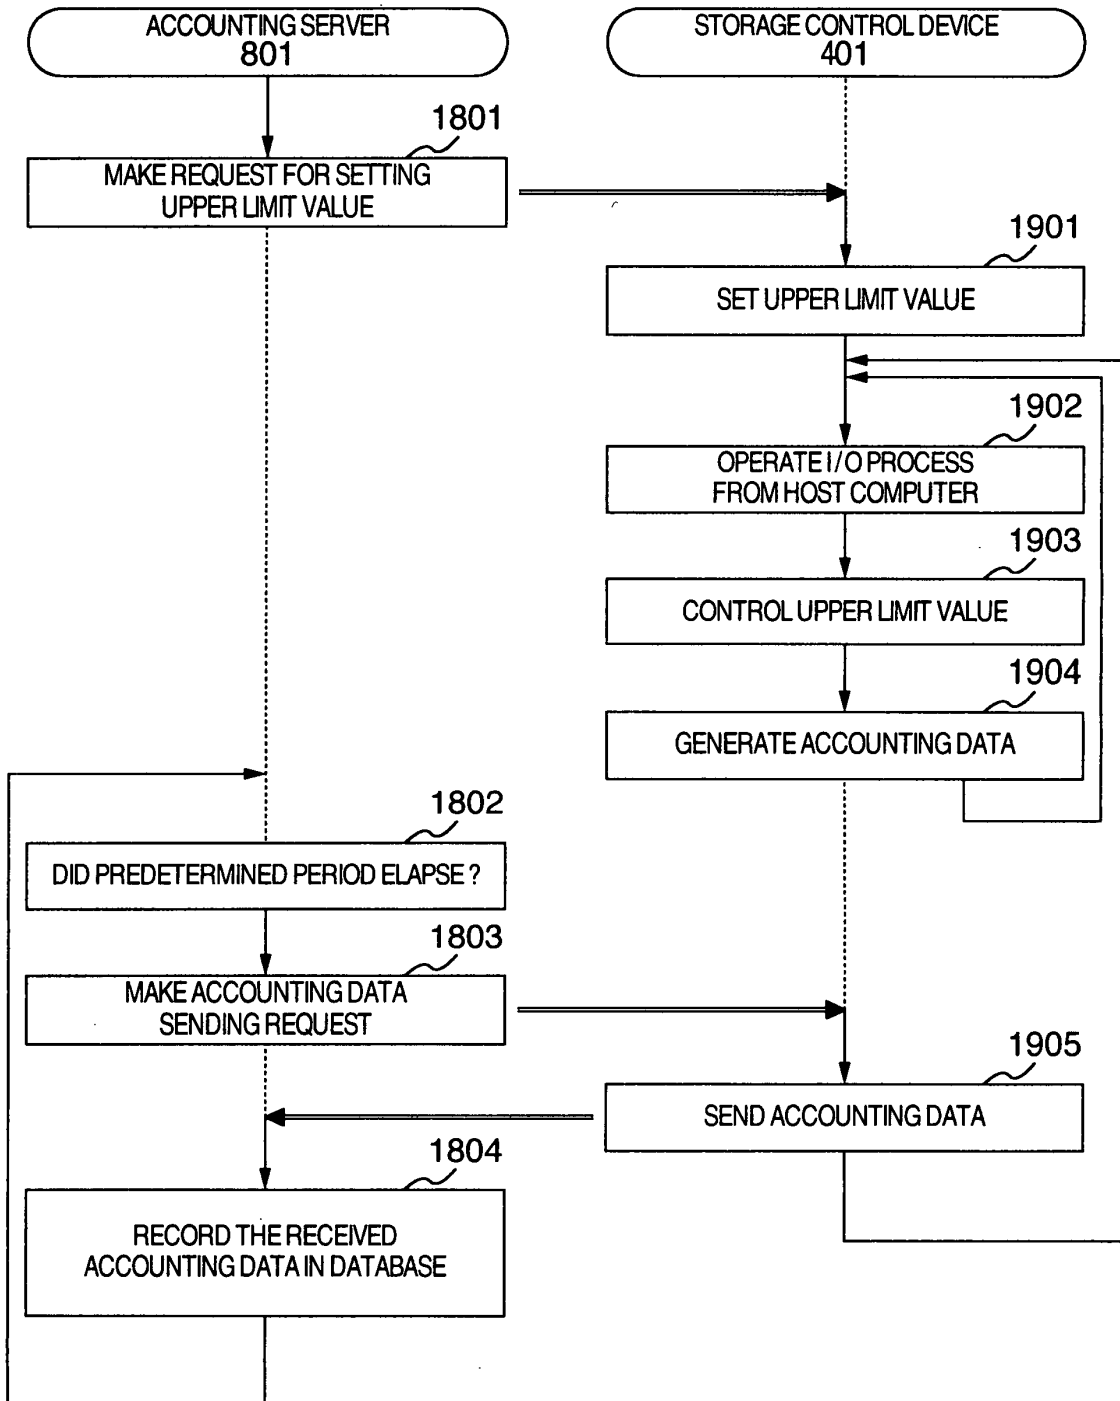 ACCOUNTING SERVER
801
STORAGE CONTROL DEVICE
401
1801
MAKE REQUEST FOR SETTING
UPPER LIMIT VALUE
1901
SET UPPER LIMIT VALUE
1902
OPERATE I/O PROCESS
FROM HOST COMPUTER
1903
CONTROL UPPER LIMIT VALUE
1904
GENERATE ACCOUNTING DATA
1802
DID PREDETERMINED PERIOD ELAPSE ?
1803
MAKE ACCOUNTING DATA
SENDING REQUEST
1905
SEND ACCOUNTING DATA
1804
RECORD THE RECEIVED
ACCOUNTING DATA IN DATABASE